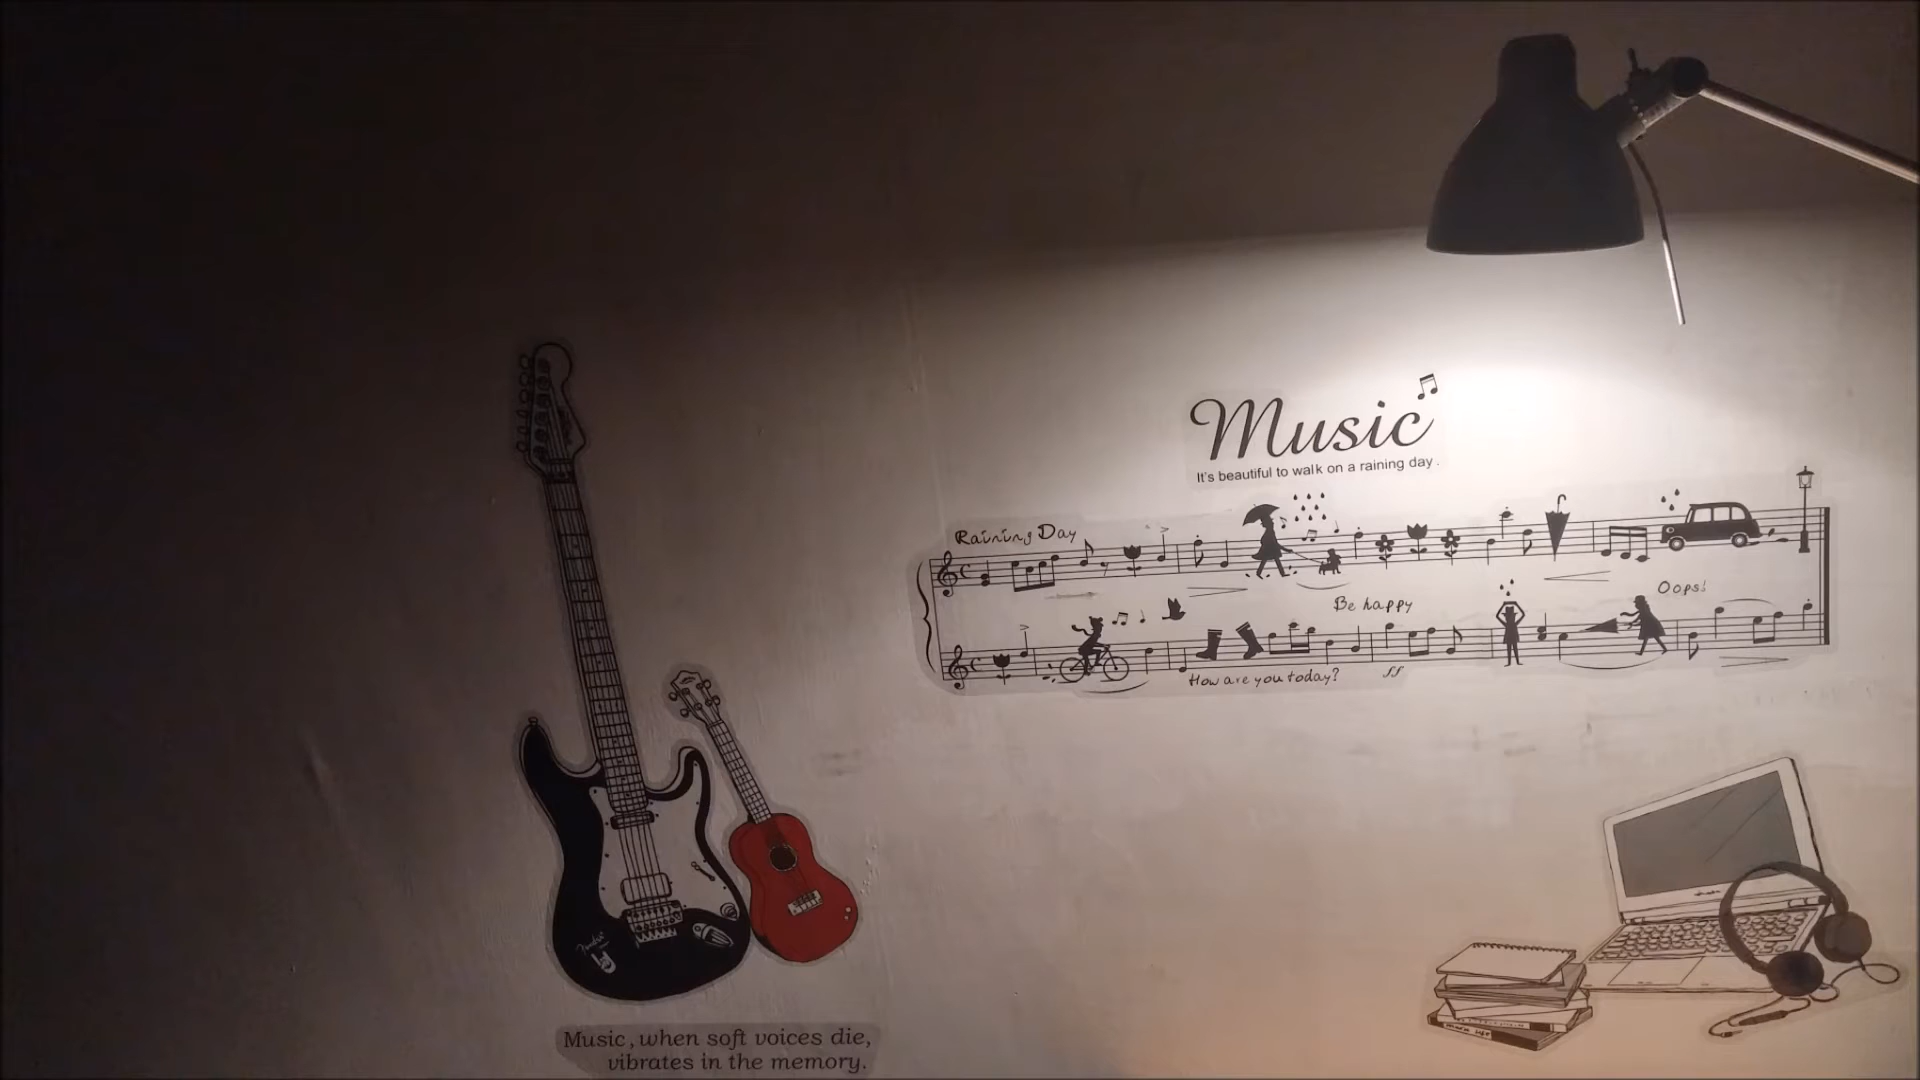 Music
It's beautiful to walk on a raining day.
Raining Day
Be happy
Oops!
How are you today?
Music, when soft voices die,
vibrates in the memory.